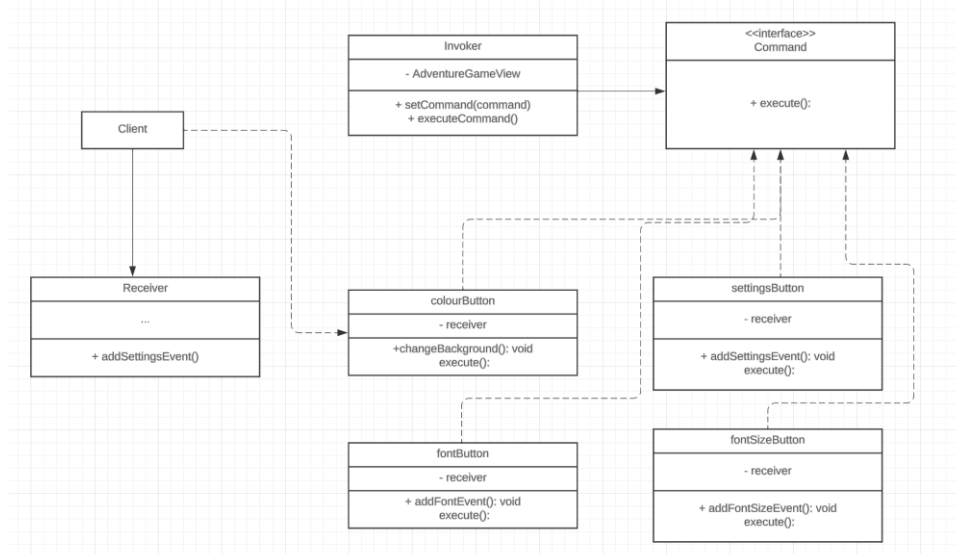 <<interface>>
Command
+ execute():
Invoker
- AdventureGameView
+ setCommand(command)
+ executeCommand()
Client
Receiver
...
+ addSettingsEvent()
colourButton
- receiver
+changeBackground(): void
execute():
settingsButton
- receiver
+ addSettingsEvent(): void
execute():
fontButton
- receiver
+ addFontEvent(): void
execute():
fontSizeButton
- receiver
+ addFontSizeEvent(): void
execute():